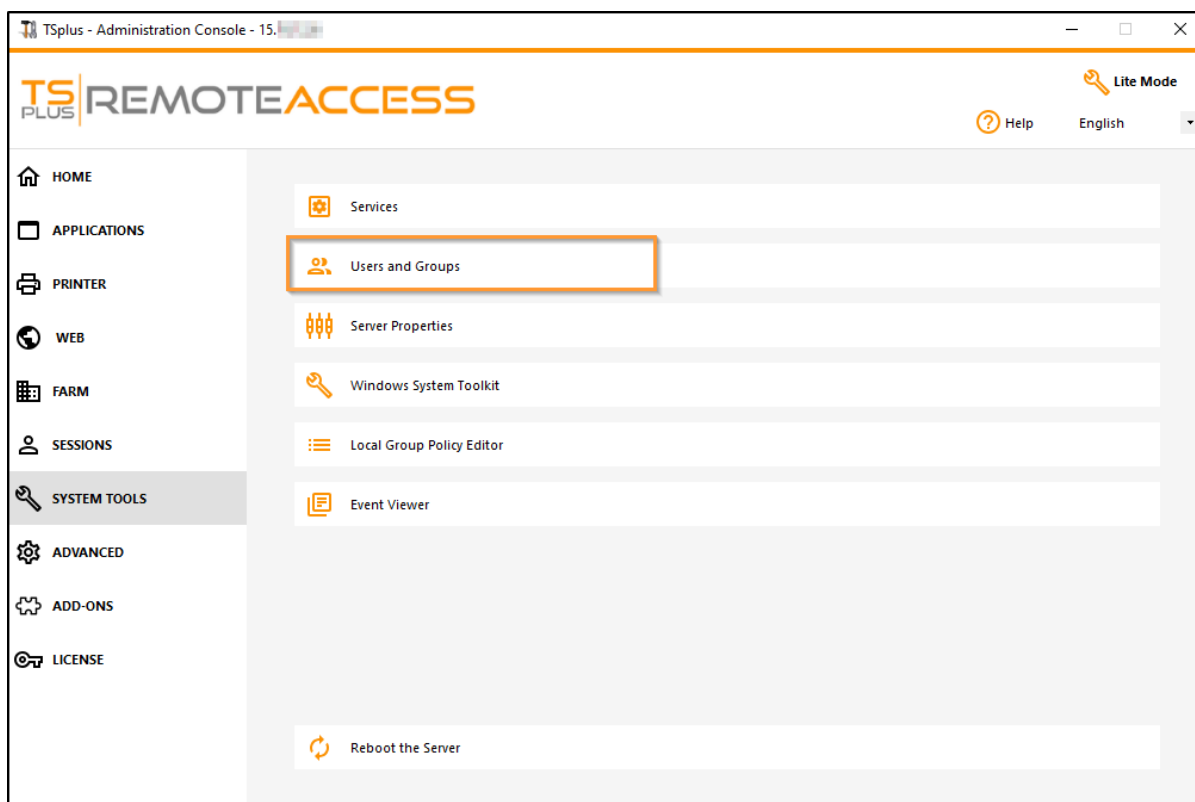 TSplus - Administration Console - 15.
TS PLUS REMOTEACCESS
Lite Mode
Help English
HOME
APPLICATIONS
PRINTER
WEB
FARM
SESSIONS
SYSTEM TOOLS
ADVANCED
ADD-ONS
LICENSE
Services
Users and Groups
Server Properties
Windows System Toolkit
Local Group Policy Editor
Event Viewer
Reboot the Server